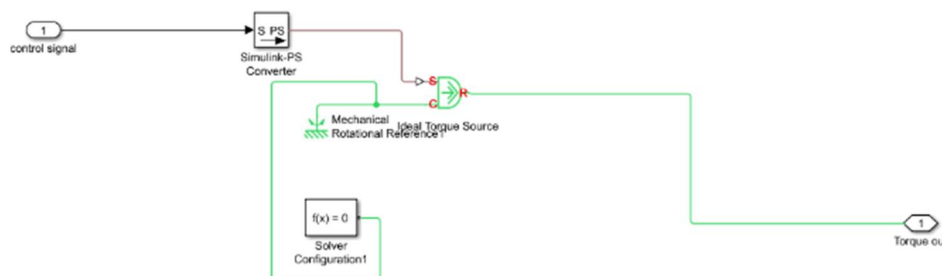 1
control signal
S PS
Simulink-PS
Converter
S
C
R
Mechanical
Rotational Reference1
Ideal Torque Source
f(x) = 0
Solver
Configuration1
1
Torque ou